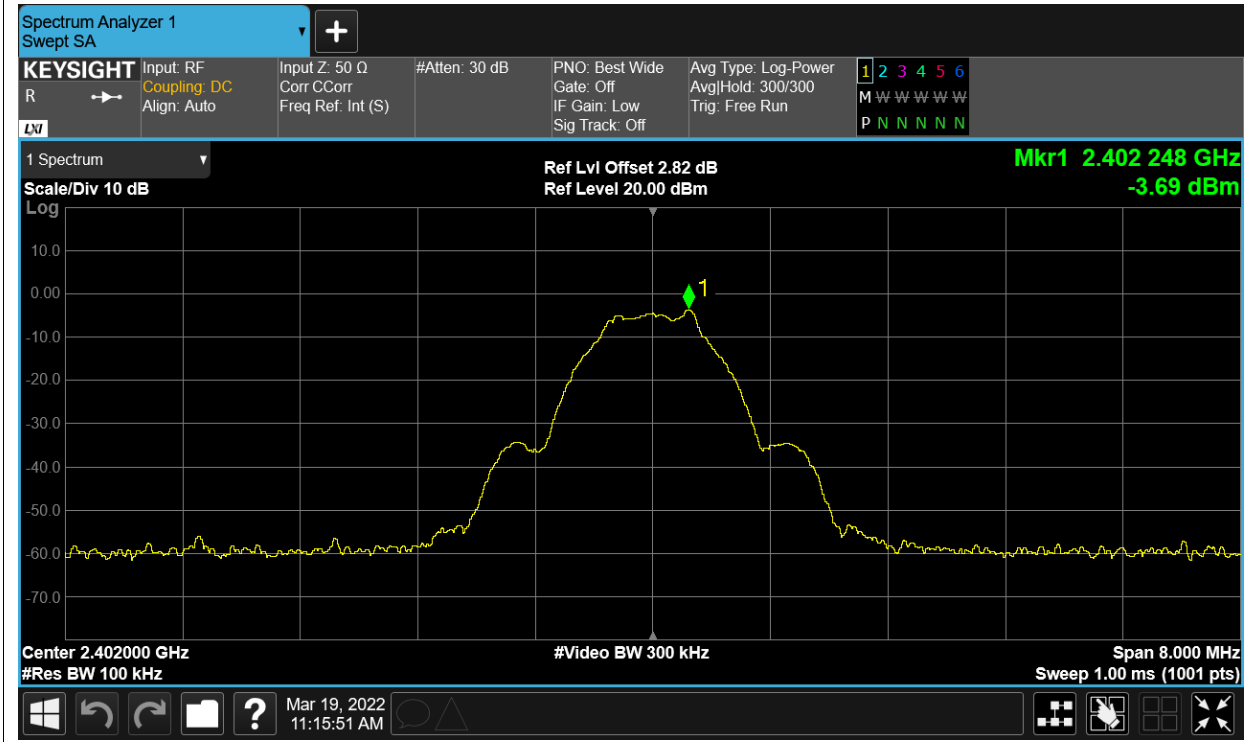 Spectrum Analyzer 1
Swept SA
KEYSIGHT
R
LXI
Input: RF
Coupling: DC
Align: Auto
Input Z: 50 Ω
Corr CCorr
Freq Ref: Int (S)
#Atten: 30 dB
PNO: Best Wide
Gate: Off
IF Gain: Low
Sig Track: Off
Avg Type: Log-Power
Avg|Hold: 300/300
Trig: Free Run
1 2 3 4 5 6
M W W W W W
P N N N N N
1 Spectrum
Scale/Div 10 dB
Log
Ref Lvl Offset 2.82 dB
Ref Level 20.00 dBm
Mkr1 2.402 248 GHz
-3.69 dBm
10.0
0.00
-10.0
-20.0
-30.0
-40.0
-50.0
-60.0
-70.0
1
Center 2.402000 GHz
#Res BW 100 kHz
#Video BW 300 kHz
Span 8.000 MHz
Sweep 1.00 ms (1001 pts)
?
Mar 19, 2022
11:15:51 AM